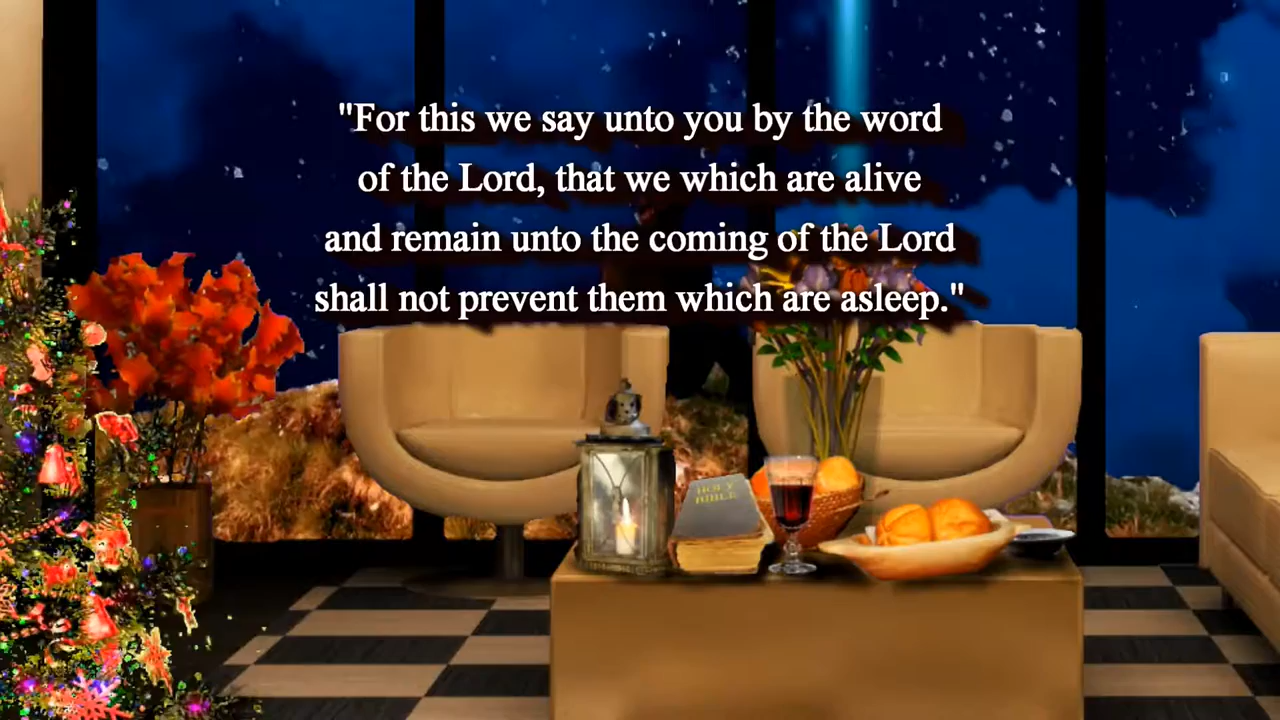 "For this we say unto you by the word
of the Lord, that we which are alive
and remain unto the coming of the Lord
shall not prevent them which are asleep."
HOLY
BIBLE